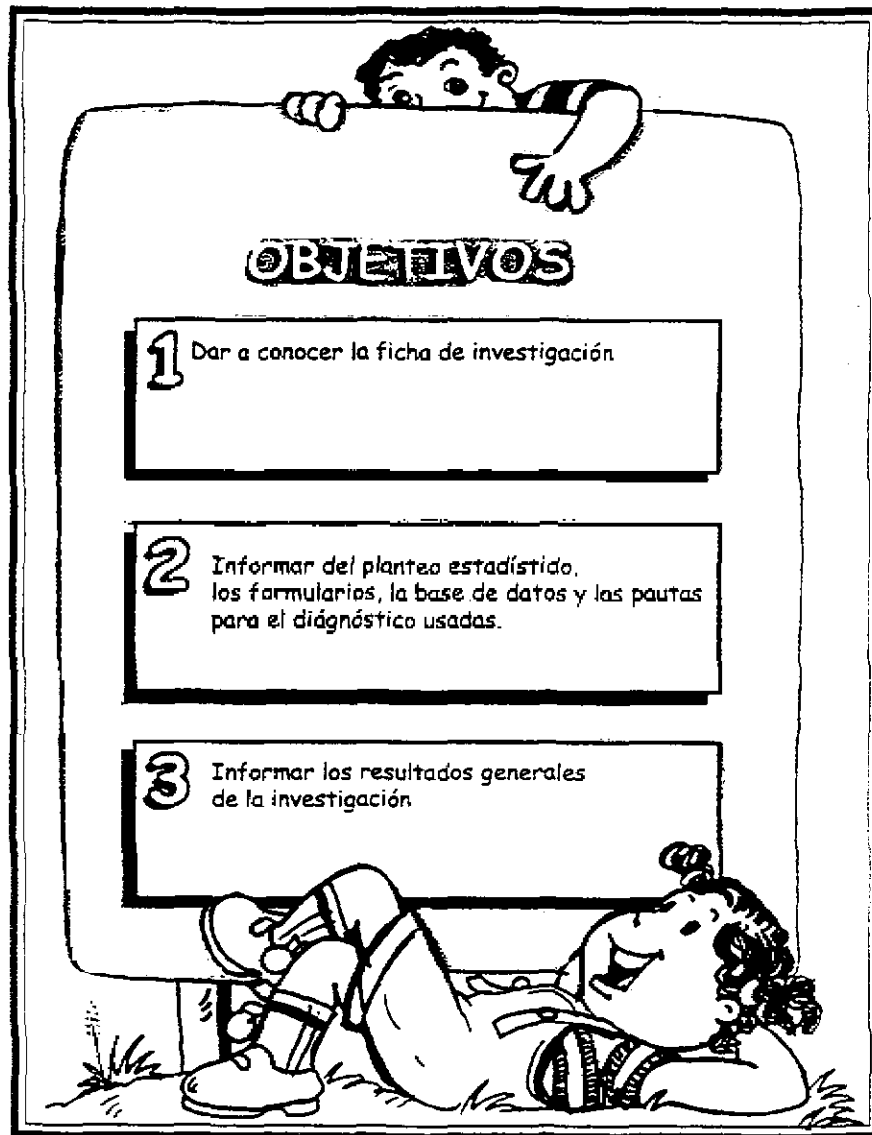 OBJETIVOS
1 Dar a conocer la ficha de investigación
2 Informar del planteo estadístido,
los formularios, la base de datos y las pautas
para el diágnóstico usadas.
3 Informar los resultados generales
de la investigación